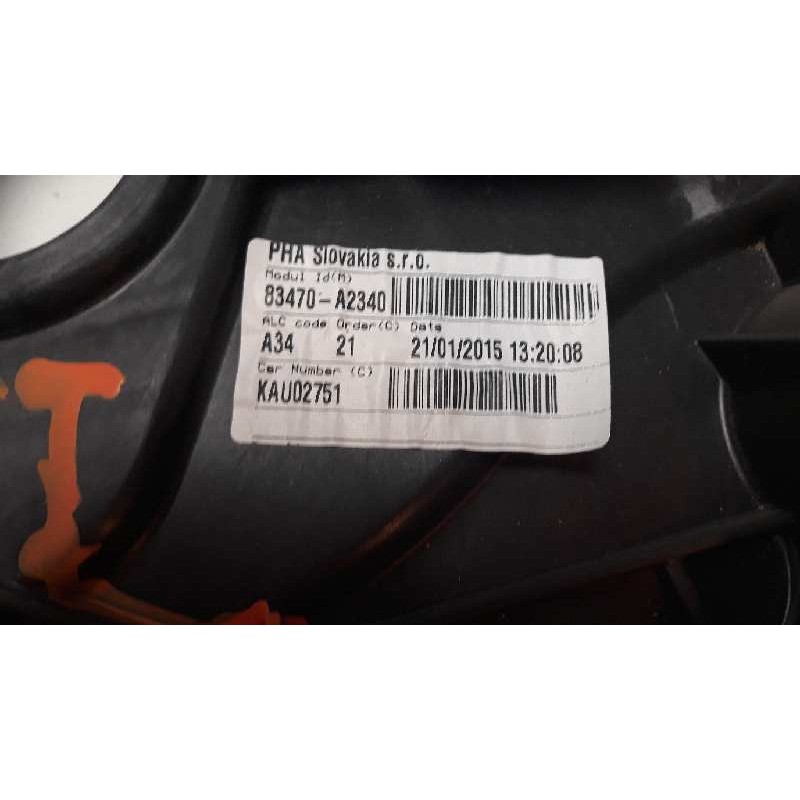 PHA Slovakia s.r.o.
Modul Id(M)
83470-A2340
ALC code Order(C) Date
A34 21 21/01/2015 13:20:08
Car Number (C)
KAU02751